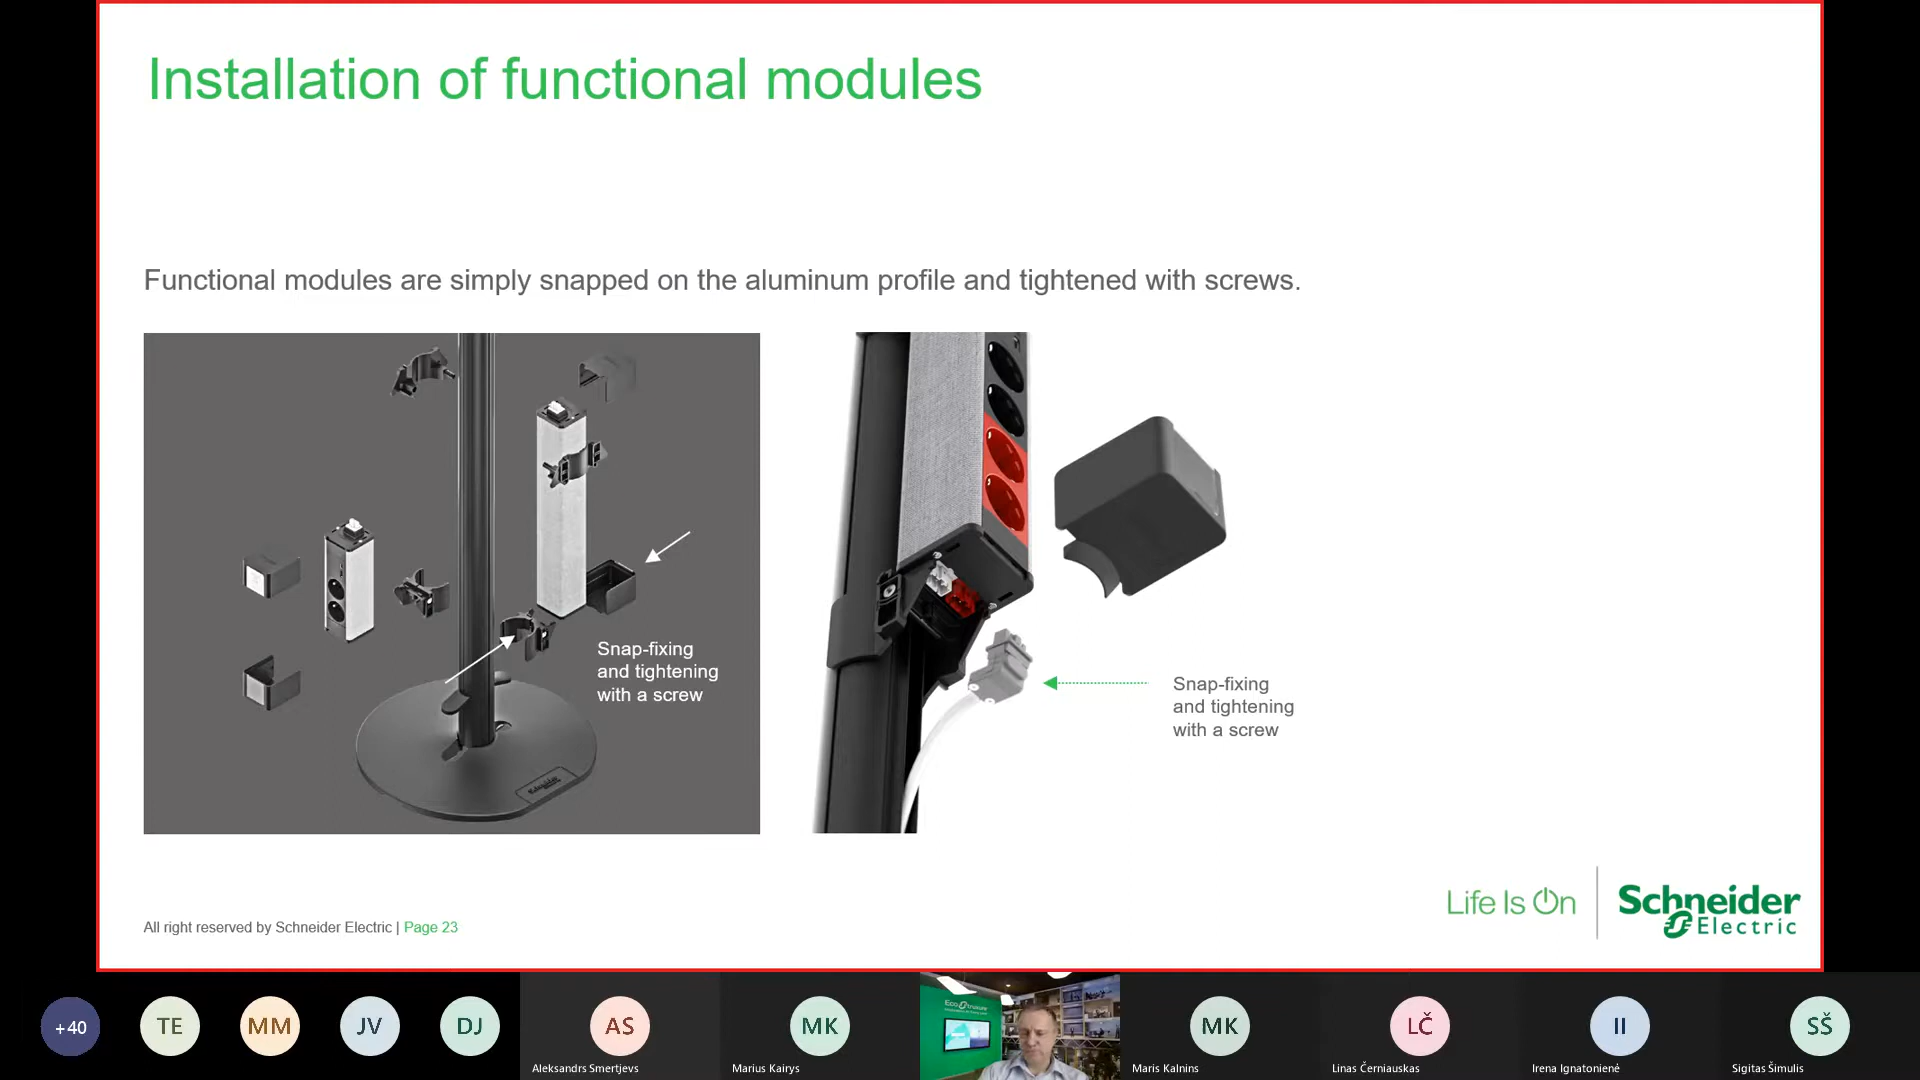 Installation of functional modules
Functional modules are simply snapped on the aluminum profile and tightened with screws.
Snap-fixing
and tightening
with a screw
Snap-fixing
and tightening
with a screw
Schneider
All right reserved by Schneider Electric | Page 23
Life Is On
Schneider
Electric
+40
TE
MM
JV
DJ
AS
Aleksandrs Smertjevs
MK
Marius Kairys
MK
Maris Kalnins
LČ
Linas Černiauskas
II
Irena Ignatonienė
SŠ
Sigitas Šimulis